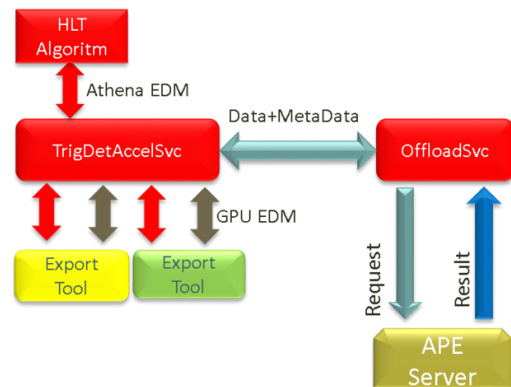 HLT
Algoritm
Athena EDM
Data+MetaData
TrigDetAccelSvc
OffloadSvc
GPU EDM
Export
Tool
Export
Tool
Request
Result
APE
Server